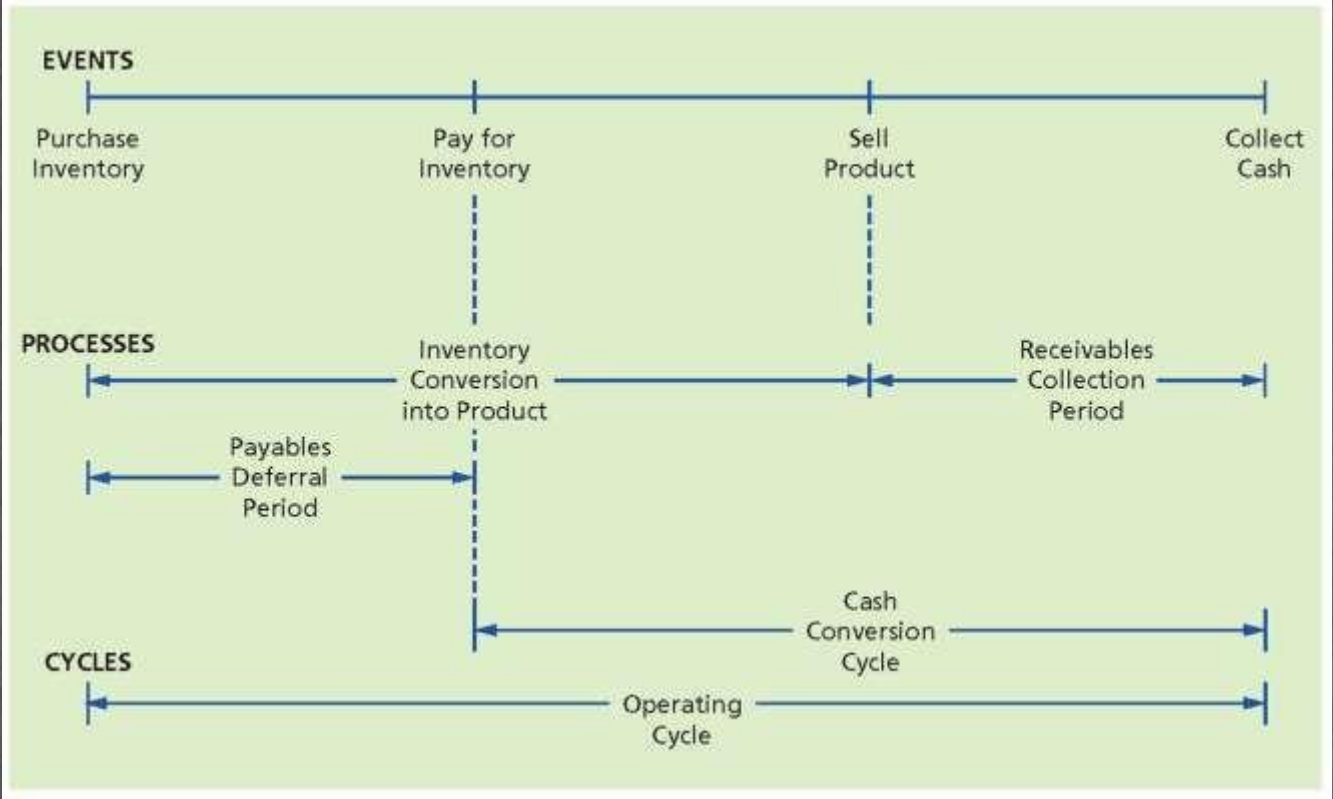 EVENTS
Purchase
Inventory
Pay for
Inventory
Sell
Product
Collect
Cash
PROCESSES
Inventory
Conversion
into Product
Receivables
Collection
Period
Payables
Deferral
Period
Cash
Conversion
Cycle
CYCLES
Operating
Cycle